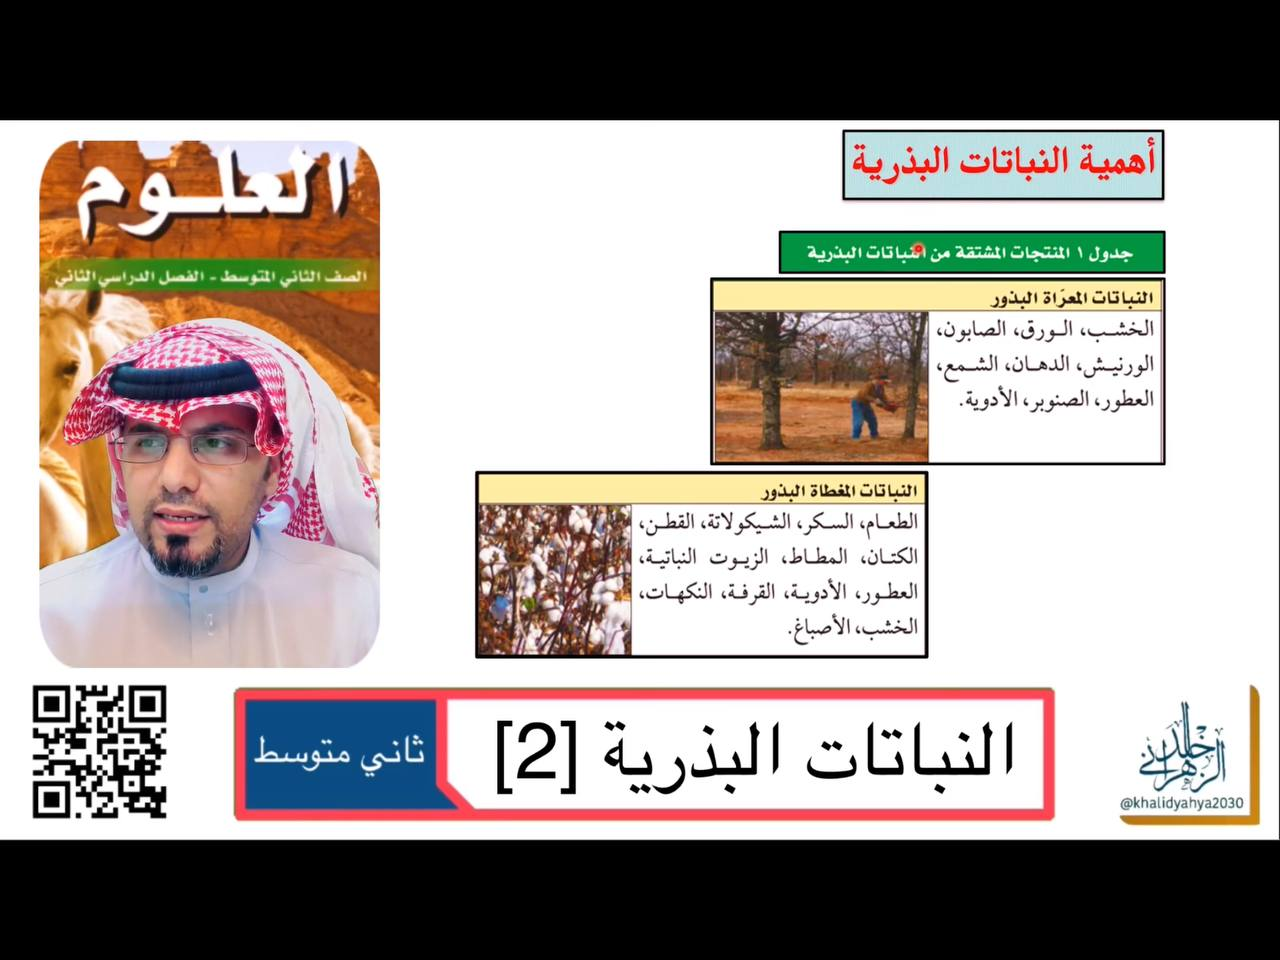 أهمية النباتات البذرية
جدول ١ المنتجات المشتقة من النباتات البذرية
النباتات المعرّاة البذور
الخشب، الورق، الصابون،
الورنيش، الدهان، الشمع،
العطور، الصنوبر، الأدوية.
النباتات المغطاة البذور
الطعام، السكر، الشيكولاتة، القطن،
الكتان، المطاط، الزيوت النباتية،
العطور، الأدوية، القرفة، النكهات،
الخشب، الأصباغ.
العلوم
الصف الثاني المتوسط - الفصل الدراسي الثاني
النباتات البذرية [2]
ثاني متوسط
خالد الزهراني
@khalidyahya2030